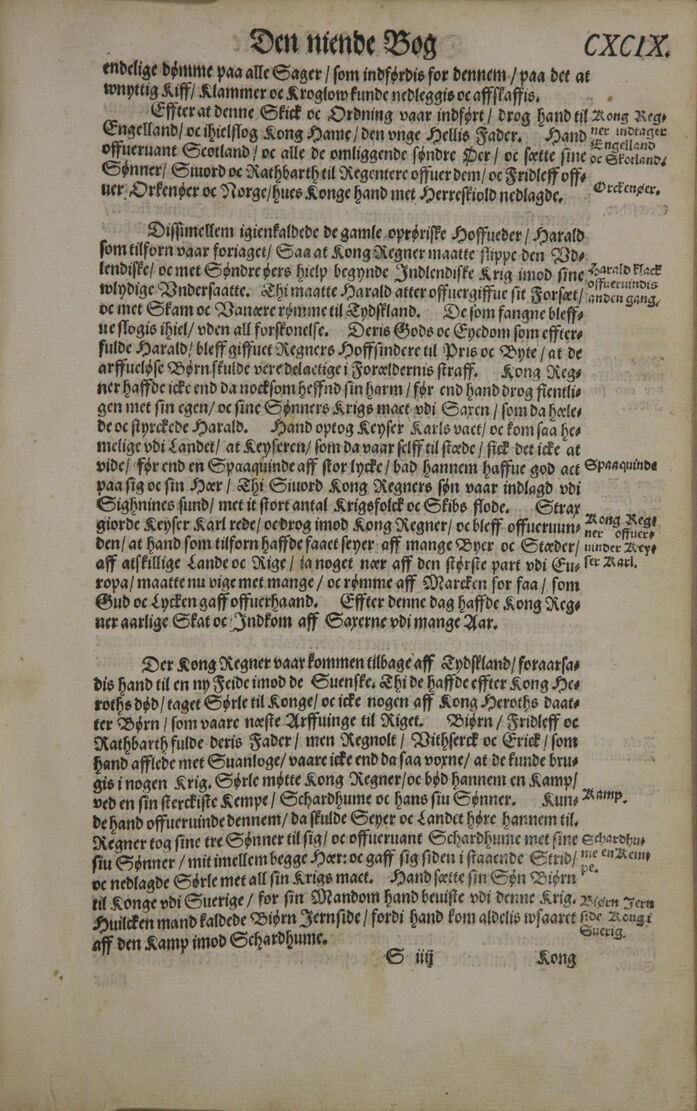 Den niende Bog CXCIX.
endelige dømme paa alle Sager / som indførdis for dennem / paa det at
wnyttig Kiff / Klammer oc Kroglow kunde nedleggis oc affskaffis.
Effter at denne Skick oc Ordning vaar indført / drog hand til
Kong Reg-
Engelland / oc ihielslog Kong Hame / den vnge Hellis Fader. Hand
ner indtager
Engelland
offueruant Scotland / oc alle de omliggende søndre Øer / oc sætte sine
oc Skotland.
Sønner / Siuord oc Rathbarth til Regentere offuer dem / oc Fridleff off-
uer Orkenøer oc Norge / hues Konge hand met Herreskiold nedlagde.
Orckenøer.
Dissimellem igienkaldede de gamle oprøriske Hoffueder / Harald
som tilforn vaar foriaget / Saa at Kong Regner maatte slippe den Vd-
lendiske / oc met Søndre øers hielp begynde Indlendiske Krig imod sine
Harald Klack
wlydige Vndersaatte. Thi maatte Harald atter offuergiffue sit Forsæt /
offueruindis
anden gang.
oc met Skam oc Vanære rømme til Tydskland. De som fangne bleff-
ue slogis ihiel / vden all forskonelse. Deris Gods oc Eyedom som effter-
fulde Harald / bleff giffuet Regners Hoffsindere til Pris oc Byte / at de
arffueløse Børn skulde vere delactige i Forældernis straff. Kong Reg-
ner haffde icke end da nocksom heffnd sin harm / før end hand drog fientli-
gen met sin egen / oc sine Sønners Krigs mact vdi Saxen / som da hæle-
de oc styrckede Harald. Hand optog Keyser Karls vact / oc kom saa he-
melige vdi Landet / at Keyseren / som da vaar selff til stæde / fick det icke at
vide / før end en Spaaquinde aff stor lycke / bad hannem haffue god act
Spaaquinde
paa sig oc sin Hær / Thi Siuord Kong Regners søn vaar indlagd vdi
Sighnines sund / met it stort antal Krigsfolck oc Skibs flode. Strax
giorde Keyser Karl rede / oc drog imod Kong Regner / oc bleff offueruun-
Kong Reg-
ner offuer-
den / at hand som tilforn haffde faaet seyer aff mange Byer oc Stæder /
uinder Key-
aff atskillige Lande oc Rige / ia noget nær aff den største part vdi Eu-
ser Karl.
ropa / maatte nu vige met mange / oc rømme aff Marcken for faa / som
Gud oc Lycken gaff offuerhaand. Effter denne dag haffde Kong Reg-
ner aarlige Skat oc Indkom aff Saxerne vdi mange Aar.
Der Kong Regner vaar kommen tilbage aff Tydskland / foraarsa-
dis hand til en ny Feide imod de Suenske. Thi de haffde effter Kong He-
roths død / taget Sørle til Konge / oc icke nogen aff Kong Heroths daat-
ter Børn / som vaare næste Arffuinge til Riget. Biørn / Fridleff oc
Rathbarth fulde deris Fader / men Regnolt / Vithserck oc Erick / som
hand afflede met Suanloge / vaare icke end da saa voxne / at de kunde bru-
gis i nogen Krig. Sørle møtte Kong Regner / oc bød hannem en Kamp /
ved en sin sterckiste Kempe / Schardhume oc hans siu Sønner. Kun-
Kamp.
de hand offueruinde dennem / da skulde Seyer oc Landet høre hannem til.
Regner tog sine tre Sønner til sig / oc offueruant Schardhume met sine
Schardhu-
siu Sønner / mit imellem begge Hær: oc gaff sig siden i staaende Strid /
me en Kem-
pe.
oc nedlagde Sørle met all sin Krigs mact. Hand sætte sin Søn Biørn
til Konge vdi Suerige / for sin Mandom hand beuiste vdi denne Krig.
Biørn Jern
Huilcken mand kaldede Biørn Jernside / fordi hand kom aldelis wsaaret
side Kong i
Suerig.
aff den Kamp imod Schardhume.
S iiij Kong